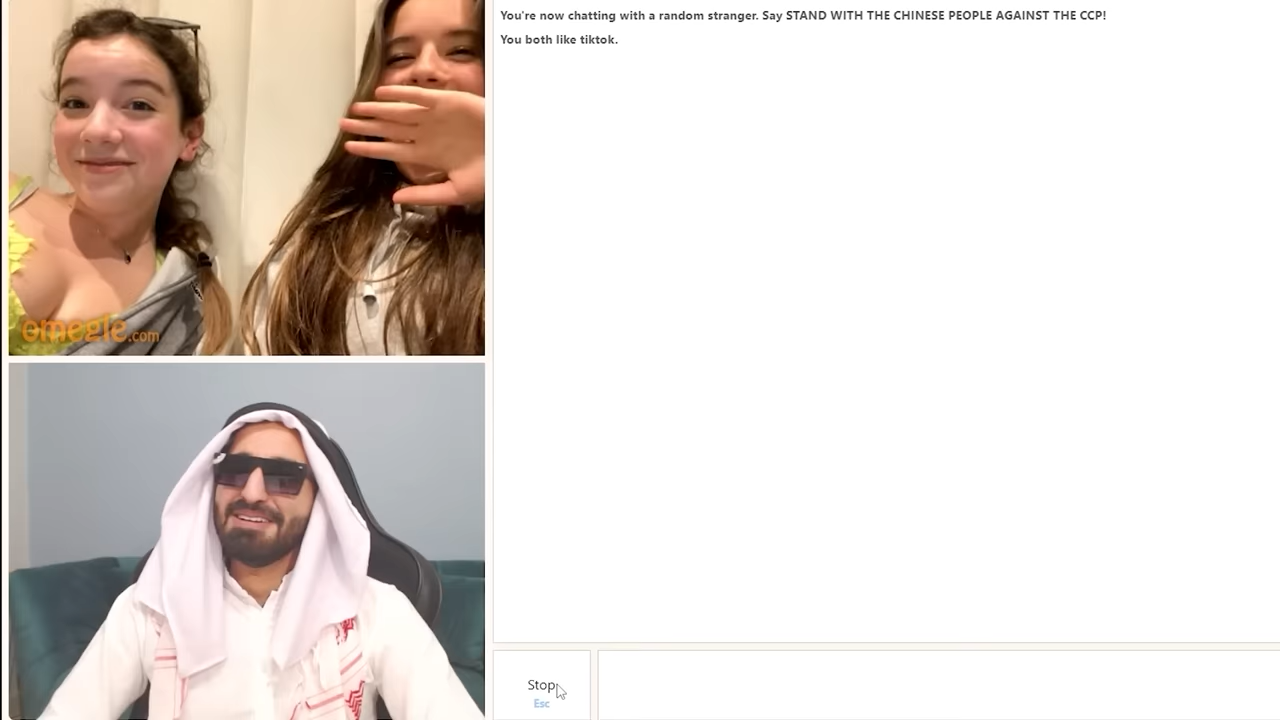 You're now chatting with a random stranger. Say STAND WITH THE CHINESE PEOPLE AGAINST THE CCP!
You both like tiktok.
omegle.com
Stop
Esc